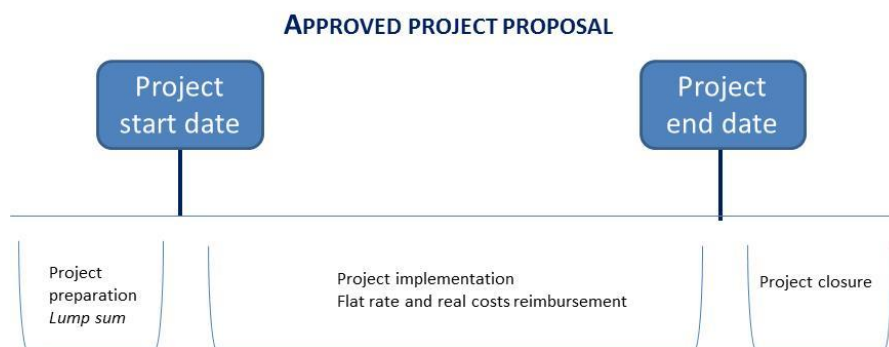 APPROVED PROJECT PROPOSAL
Project
start date
Project
end date
Project
preparation
Lump sum
Project implementation
Flat rate and real costs reimbursement
Project closure